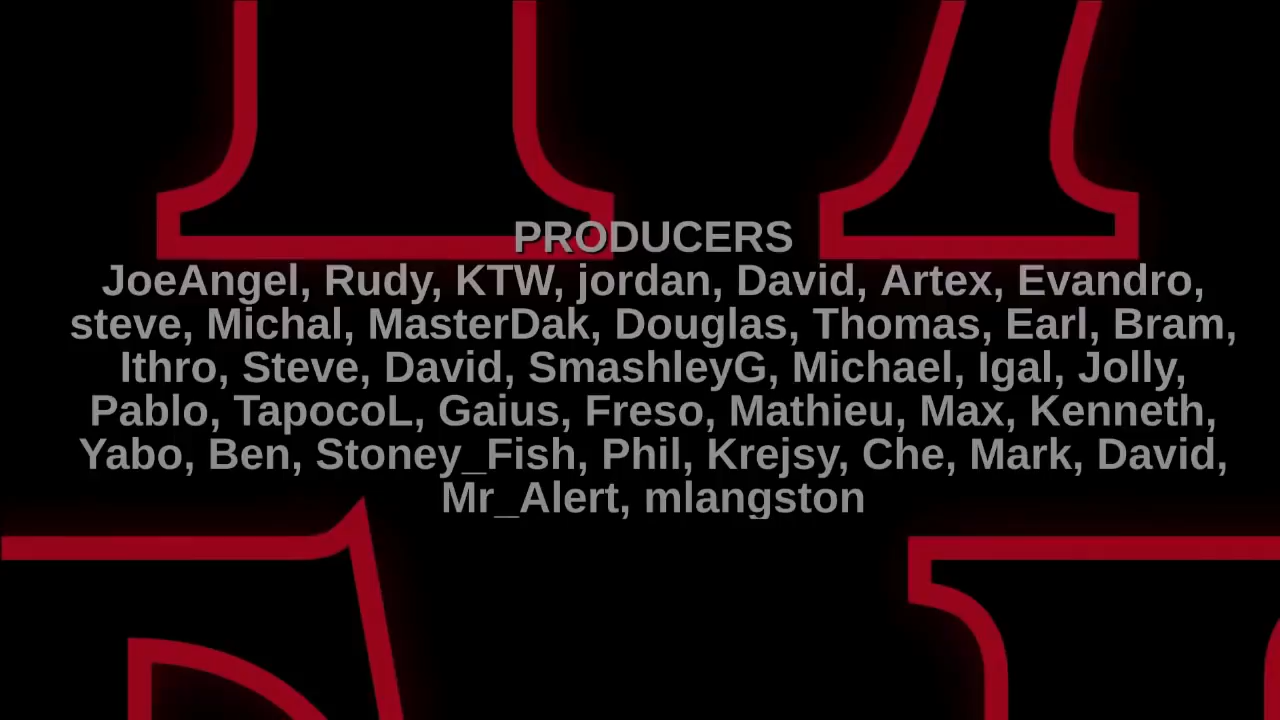 PRODUCERS
JoeAngel, Rudy, KTW, jordan, David, Artex, Evandro,
steve, Michal, MasterDak, Douglas, Thomas, Earl, Bram,
Ithro, Steve, David, SmashleyG, Michael, Igal, Jolly,
Pablo, TapocoL, Gaius, Freso, Mathieu, Max, Kenneth,
Yabo, Ben, Stoney_Fish, Phil, Krejsy, Che, Mark, David,
Mr_Alert, mlangston